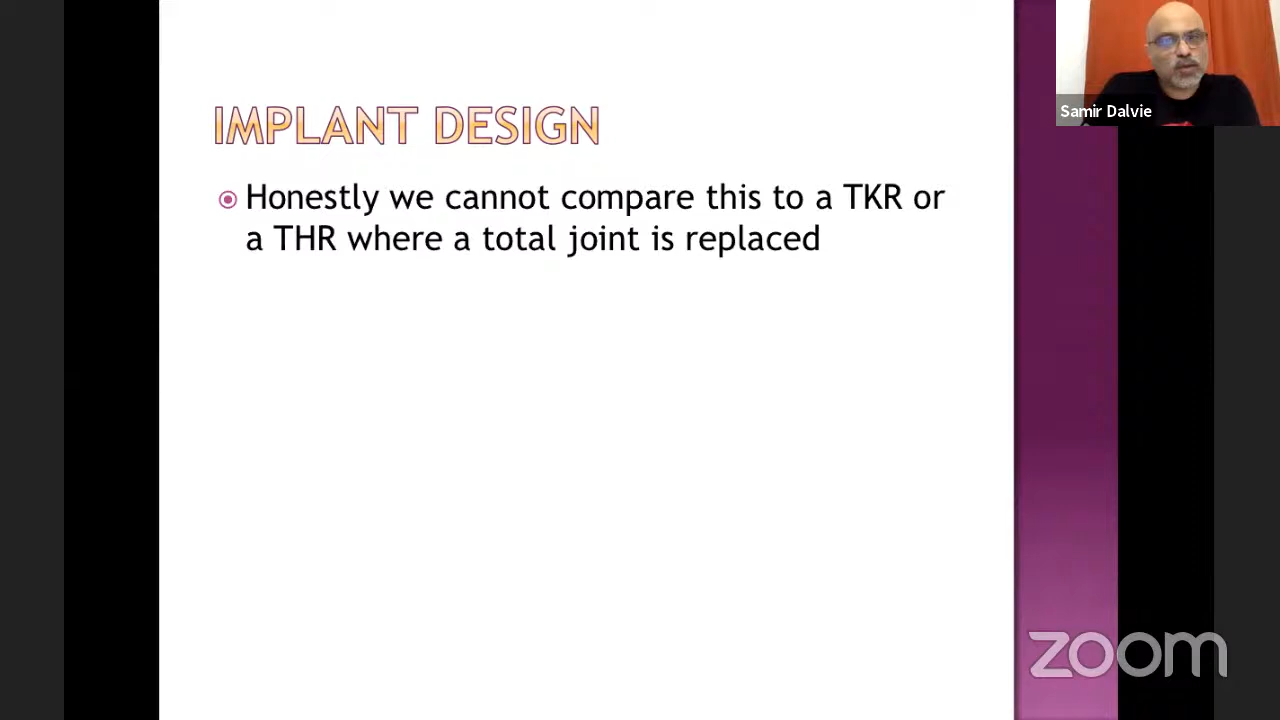 Samir Dalvie
IMPLANT DESIGN
Honestly we cannot compare this to a TKR or
a THR where a total joint is replaced
zoom